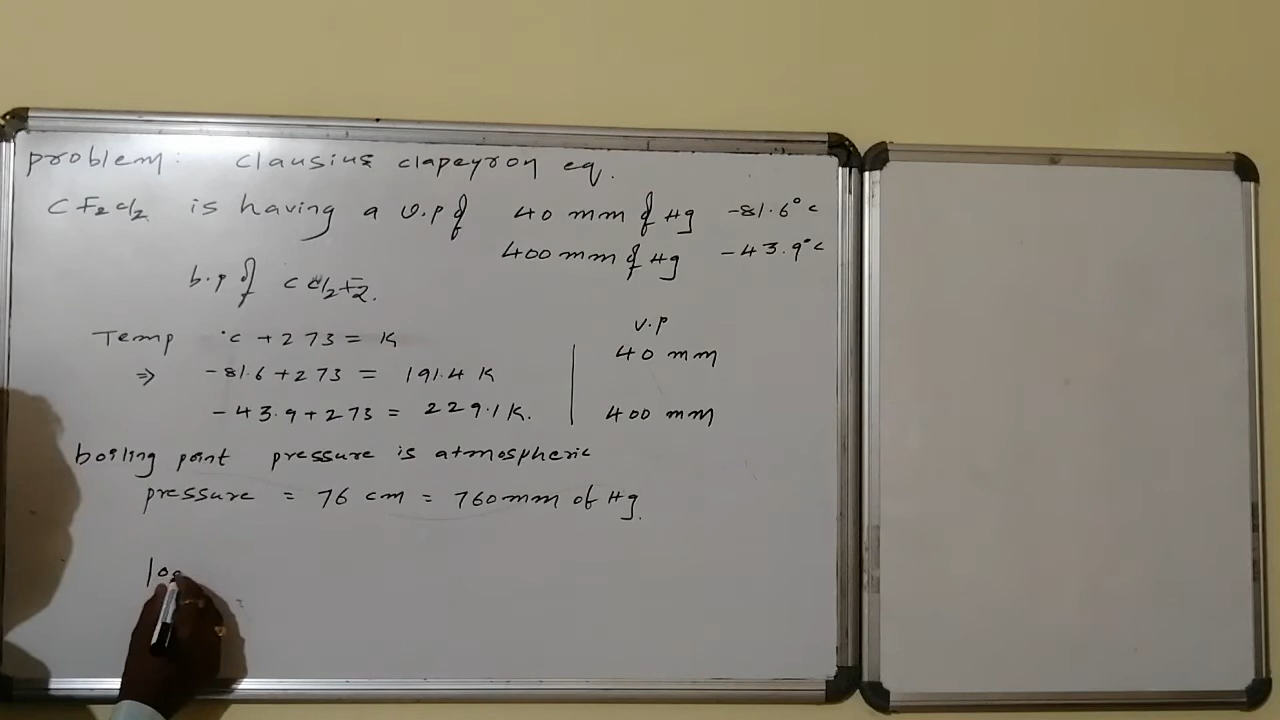 problem: clausius clapeyron eq.
CF2Cl2 is having a v.p of 40 mm of Hg -81.6°C
400 mm of Hg -43.9°C
b.p of CCl2F2.
Temp °C + 273 = K
v.p
40 mm
⇒ -81.6 + 273 = 191.4 K
-43.9 + 273 = 229.1 K. 400 mm
boiling point pressure is atmospheric
pressure = 76 cm = 760 mm of Hg.
log